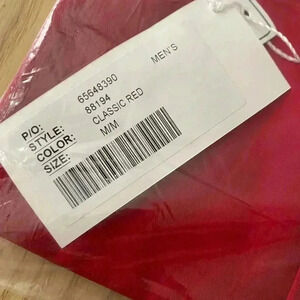 P/O: 65648390 MEN'S
STYLE: 88194
COLOR: CLASSIC RED
SIZE: M/M